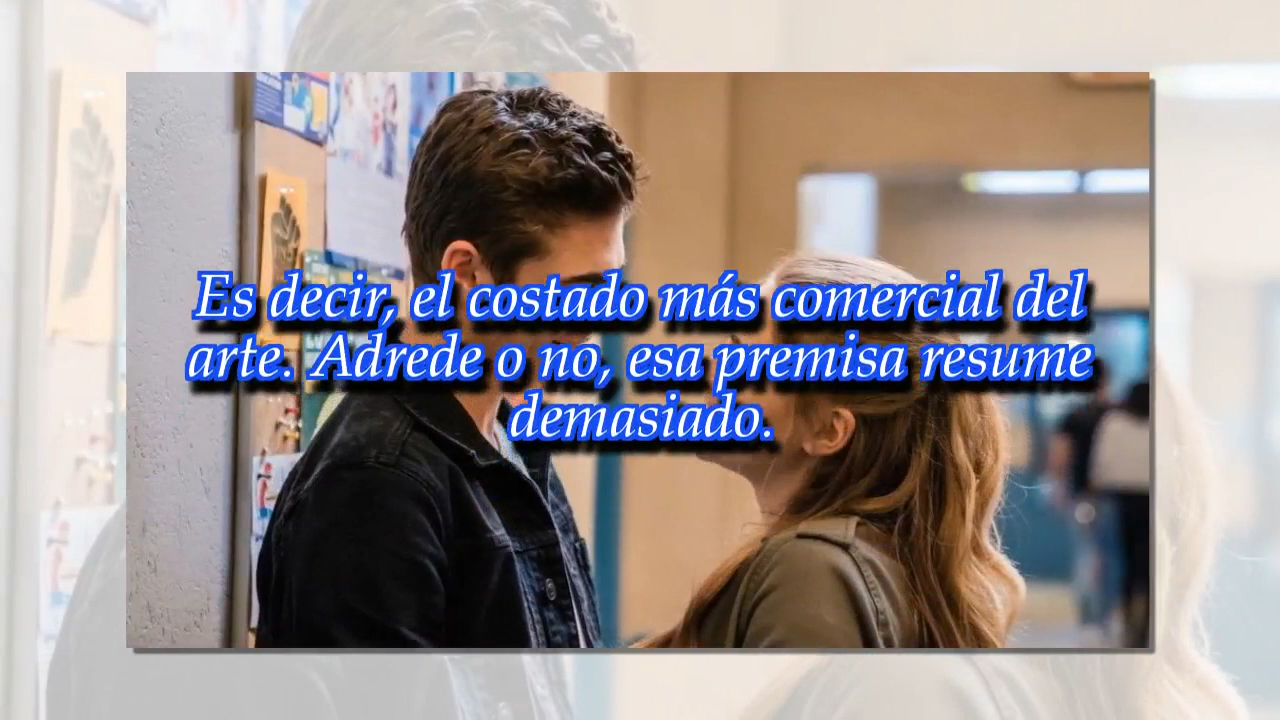 Es decir, el costado más comercial del
arte. Adrede o no, esa premisa resume
demasiado.